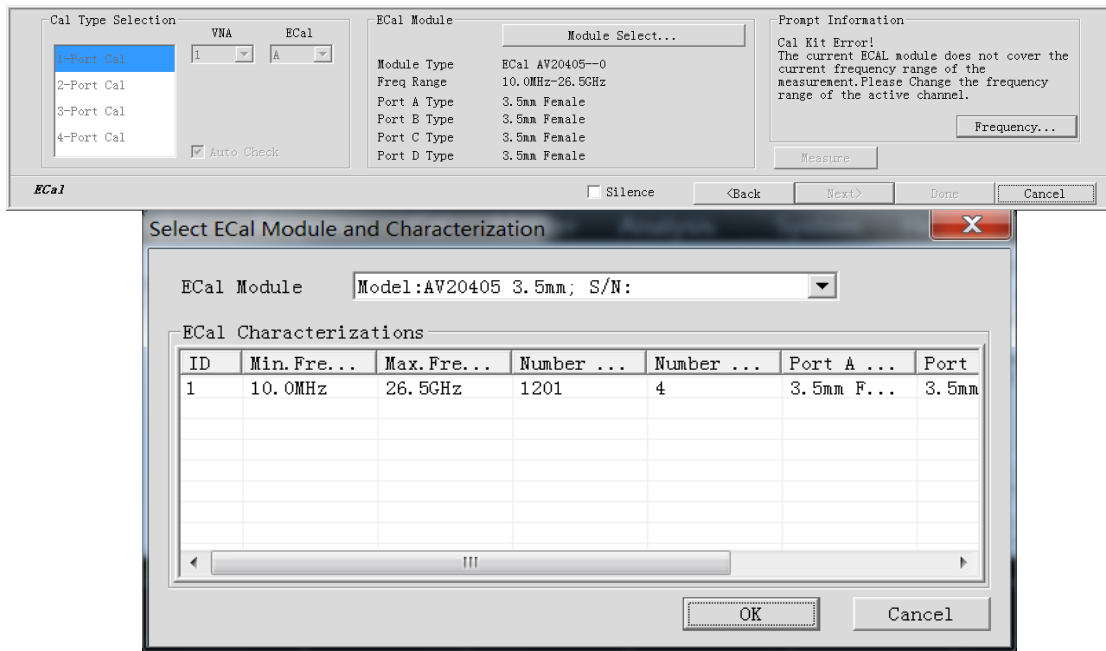 Cal Type Selection
VNA
ECal
1-Port Cal
1
A
2-Port Cal
3-Port Cal
4-Port Cal
Auto Check
ECal Module
Module Select...
Module Type ECal AV20405--0
Freq Range 10.0MHz-26.5GHz
Port A Type 3.5mm Female
Port B Type 3.5mm Female
Port C Type 3.5mm Female
Port D Type 3.5mm Female
Prompt Information
Cal Kit Error!
The current ECAL module does not cover the
current frequency range of the
measurement.Please Change the frequency
range of the active channel.
Frequency...
Measure
ECal
Silence
<Back
Next>
Done
Cancel
Select ECal Module and Characterization
Analysis
System
ECal Module Model:AV20405 3.5mm; S/N:
ECal Characterizations
ID Min.Fre... Max.Fre... Number ... Number ... Port A ... Port
1 10.0MHz 26.5GHz 1201 4 3.5mm F... 3.5mm
OK
Cancel